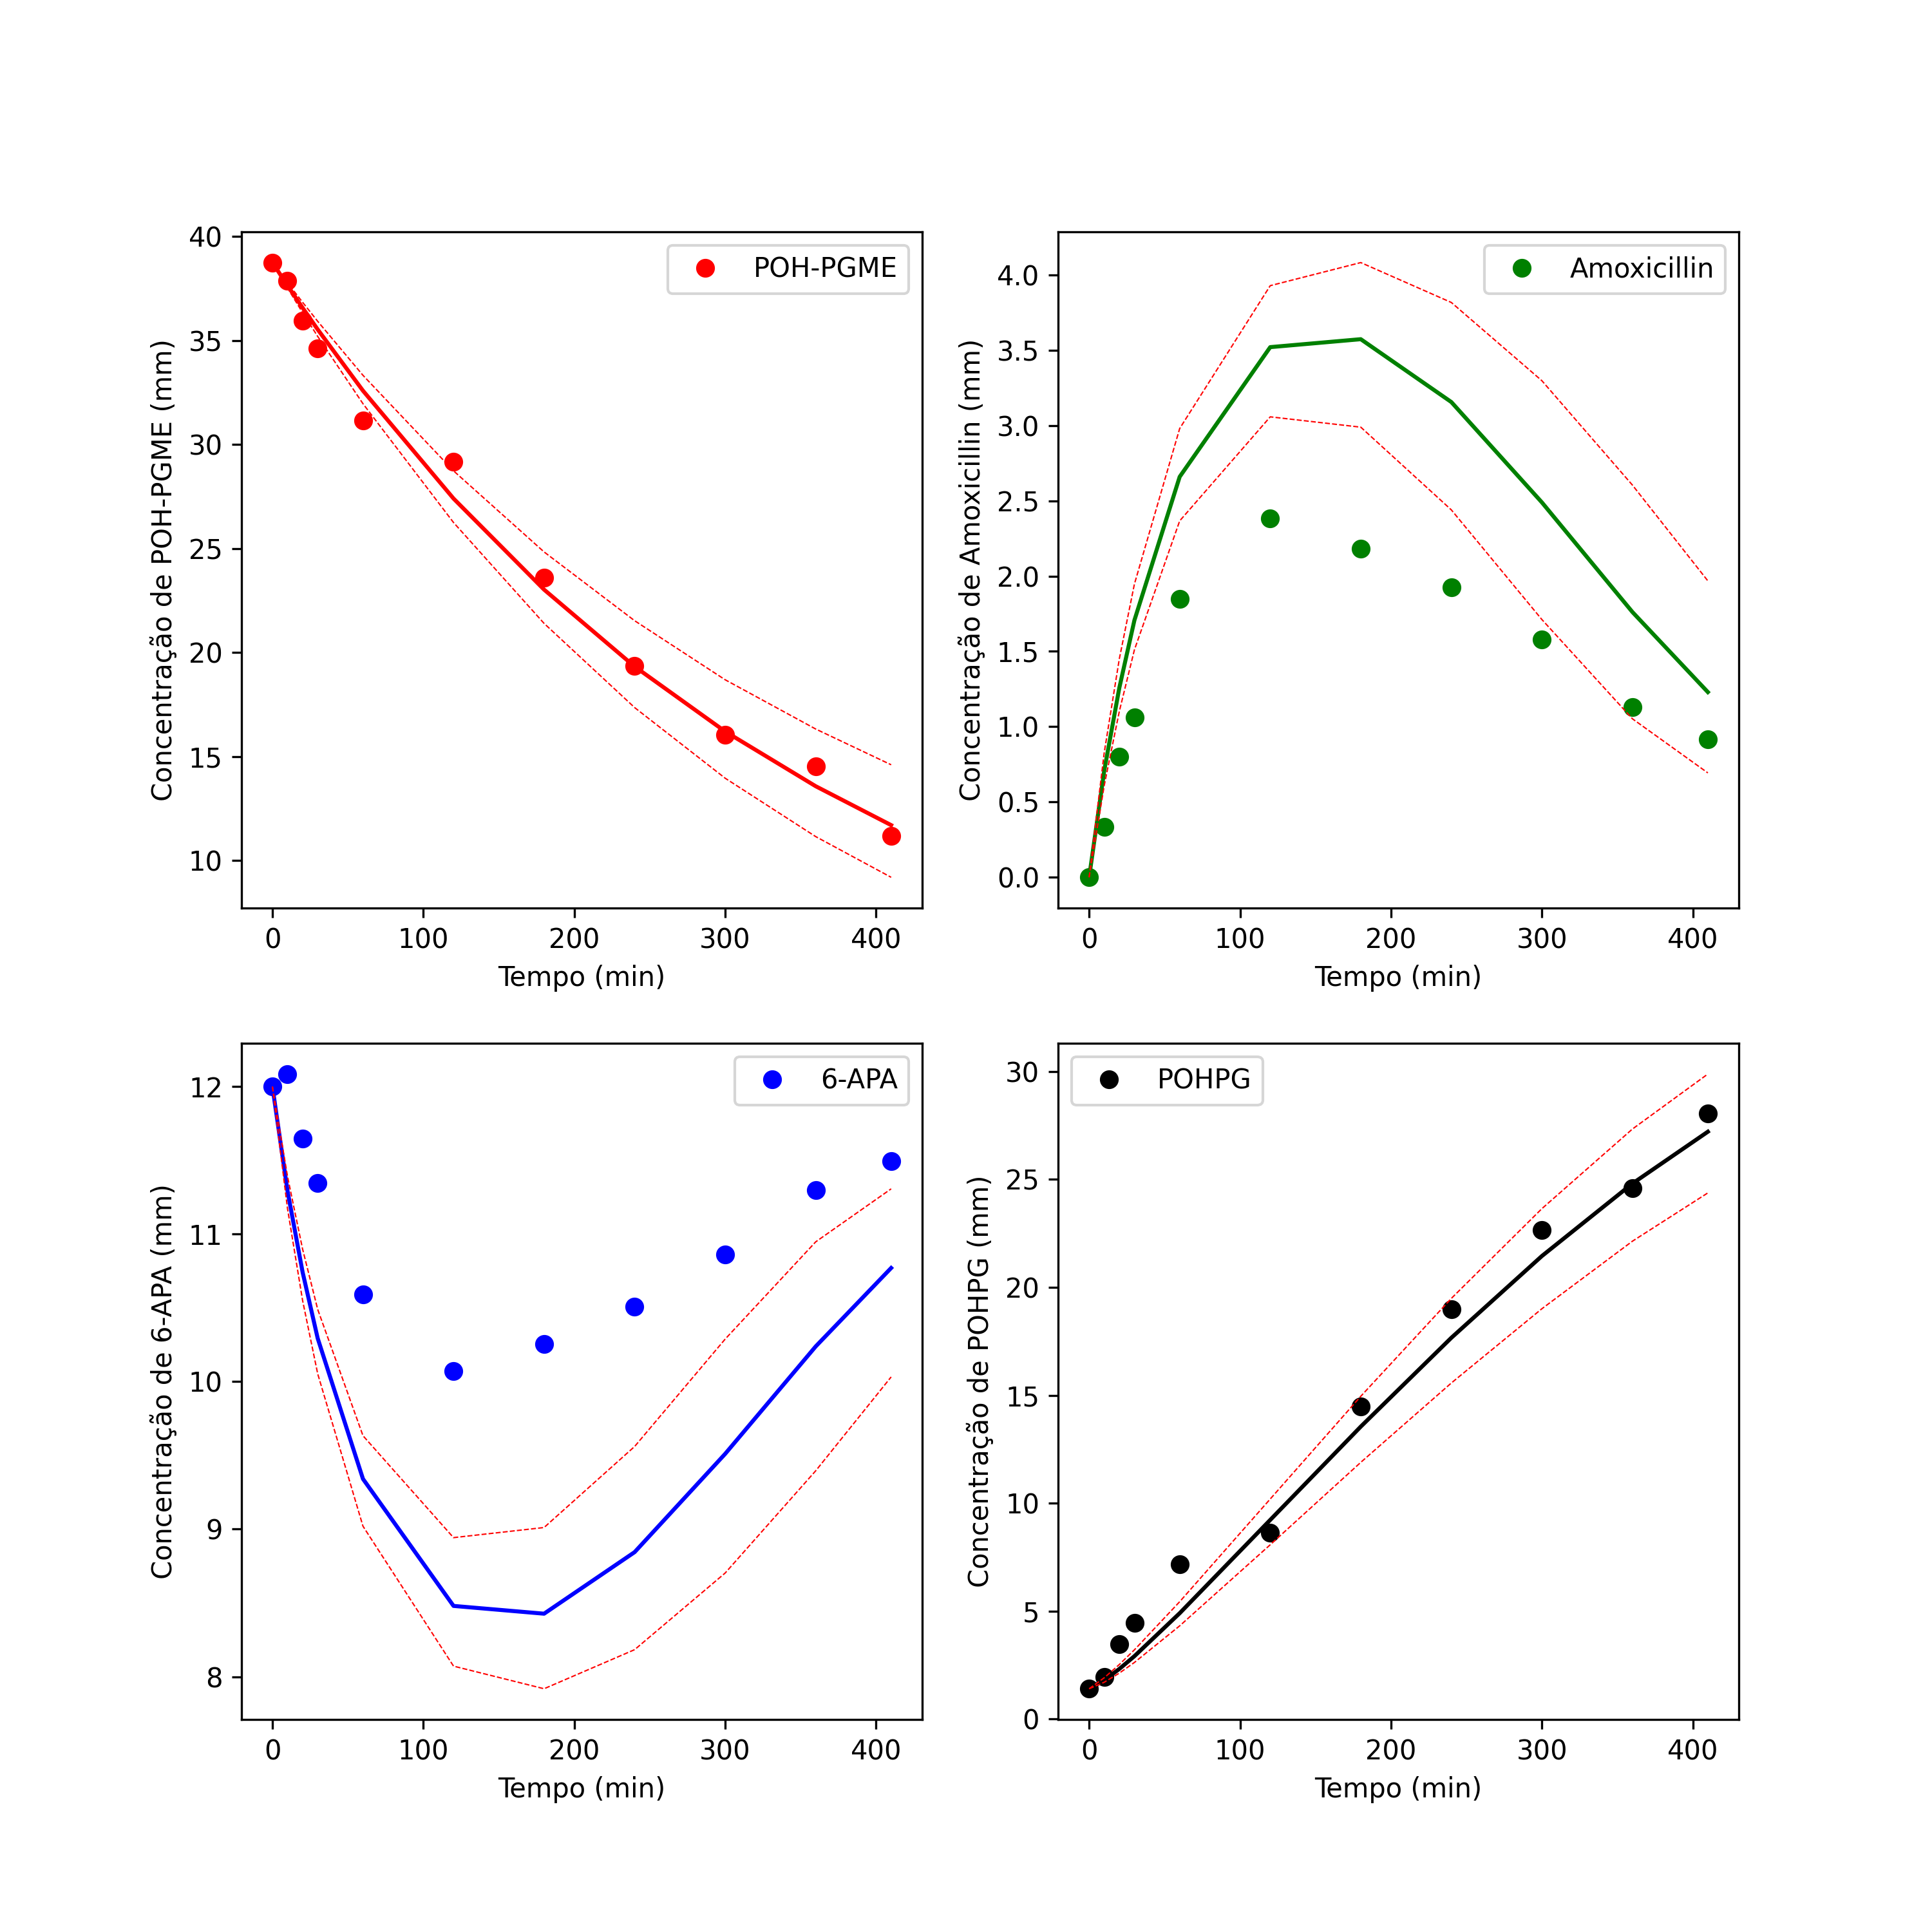 POH-PGME
40
35
30
25
20
15
10
Concentração de POH-PGME (mm)
0 100 200 300 400
Tempo (min)
Amoxicillin
4.0
3.5
3.0
2.5
2.0
1.5
1.0
0.5
0.0
Concentração de Amoxicillin (mm)
0 100 200 300 400
Tempo (min)
6-APA
12
11
10
9
8
Concentração de 6-APA (mm)
0 100 200 300 400
Tempo (min)
POHPG
30
25
20
15
10
5
0
Concentração de POHPG (mm)
0 100 200 300 400
Tempo (min)